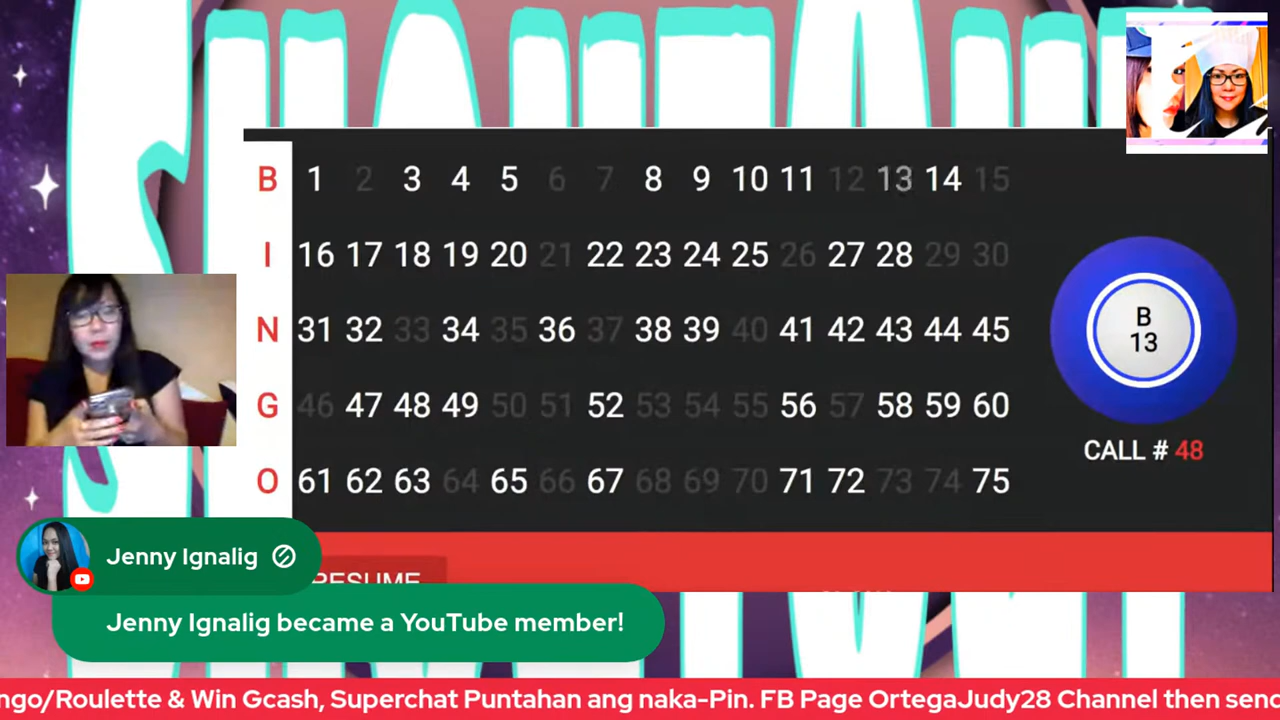 B 1 2 3 4 5 6 7 8 9 10 11 12 13 14 15
I 16 17 18 19 20 21 22 23 24 25 26 27 28 29 30
N 31 32 33 34 35 36 37 38 39 40 41 42 43 44 45
G 46 47 48 49 50 51 52 53 54 55 56 57 58 59 60
O 61 62 63 64 65 66 67 68 69 70 71 72 73 74 75
B
13
CALL # 48
RESUME
Jenny Ignalig
Jenny Ignalig became a YouTube member!
ngo/Roulette & Win Gcash, Superchat Puntahan ang naka-Pin. FB Page OrtegaJudy28 Channel then send